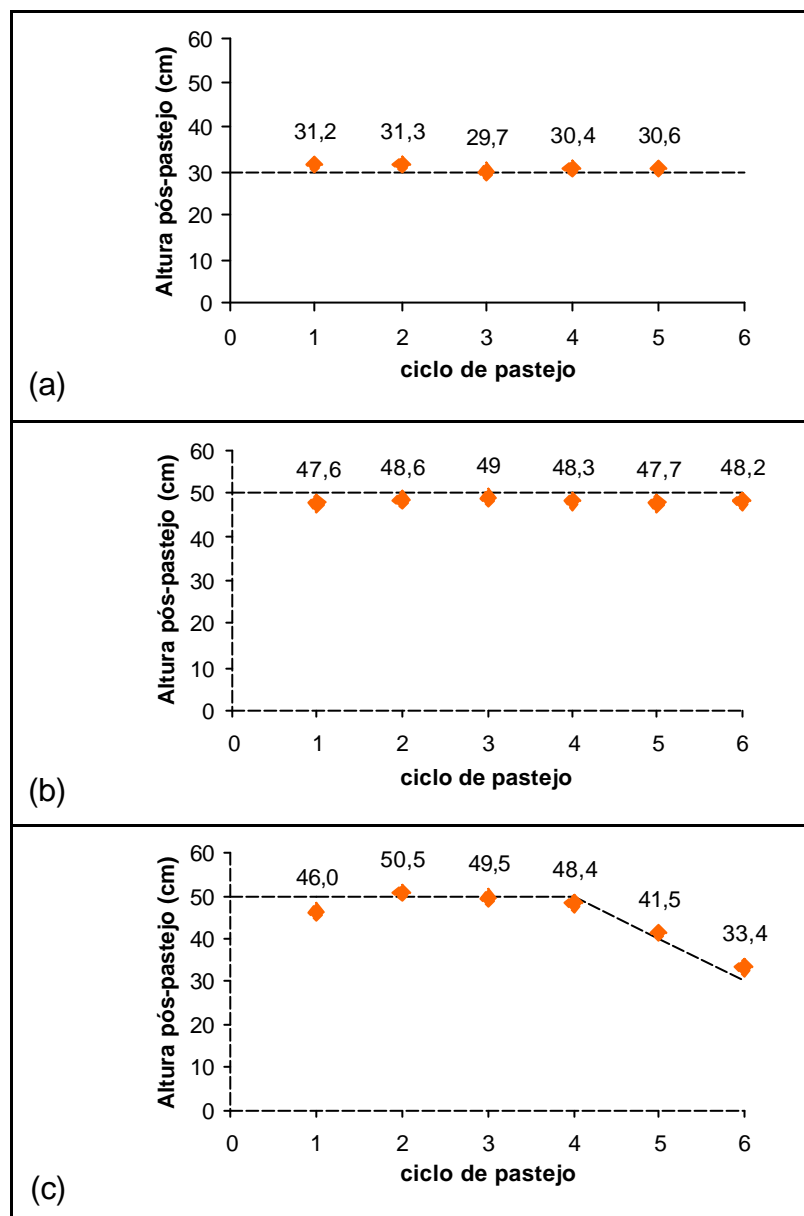 Altura pós-pastejo (cm)
60
50
40
30
20
10
0
31,2 31,3 29,7 30,4 30,6
0 1 2 3 4 5 6
ciclo de pastejo
(a)
Altura pós-pastejo (cm)
60
50
40
30
20
10
0
47,6 48,6 49 48,3 47,7 48,2
0 1 2 3 4 5 6
ciclo de pastejo
(b)
Altura pós-pastejo (cm)
60
50
40
30
20
10
0
46,0 50,5 49,5 48,4 41,5 33,4
0 1 2 3 4 5 6
ciclo de pastejo
(c)